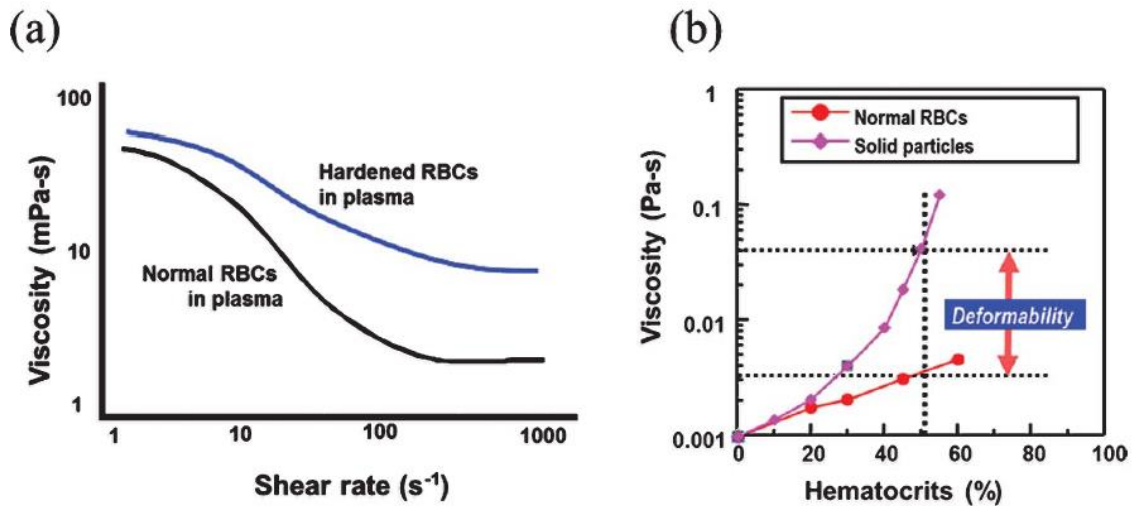 (a)
100
10
1
Viscosity (mPa-s)
Hardened RBCs
in plasma
Normal RBCs
in plasma
1 10 100 1000
Shear rate (s⁻¹)
(b)
1
0.1
0.01
0.001
Viscosity (Pa-s)
Normal RBCs
Solid particles
Deformability
0 20 40 60 80 100
Hematocrits (%)